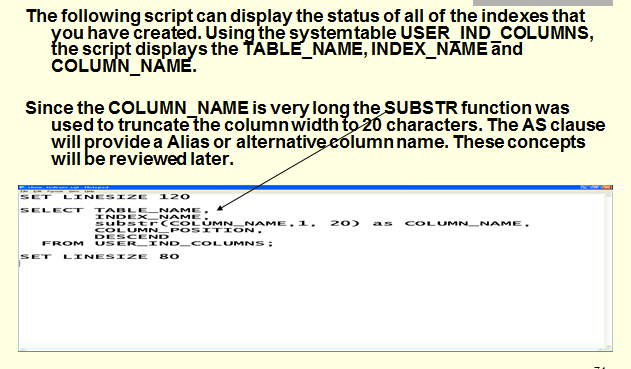 The following script can display the status of all of the indexes that
you have created. Using the system table USER_IND_COLUMNS,
the script displays the TABLE_NAME, INDEX_NAME and
COLUMN_NAME.
Since the COLUMN_NAME is very long the SUBSTR function was
used to truncate the column width to 20 characters. The AS clause
will provide a Alias or alternative column name. These concepts
will be reviewed later.
SET LINESIZE 120
SELECT TABLE_NAME,
INDEX_NAME,
substr(COLUMN_NAME,1, 20) as COLUMN_NAME,
COLUMN_POSITION,
DESCEND
FROM USER_IND_COLUMNS;
SET LINESIZE 80